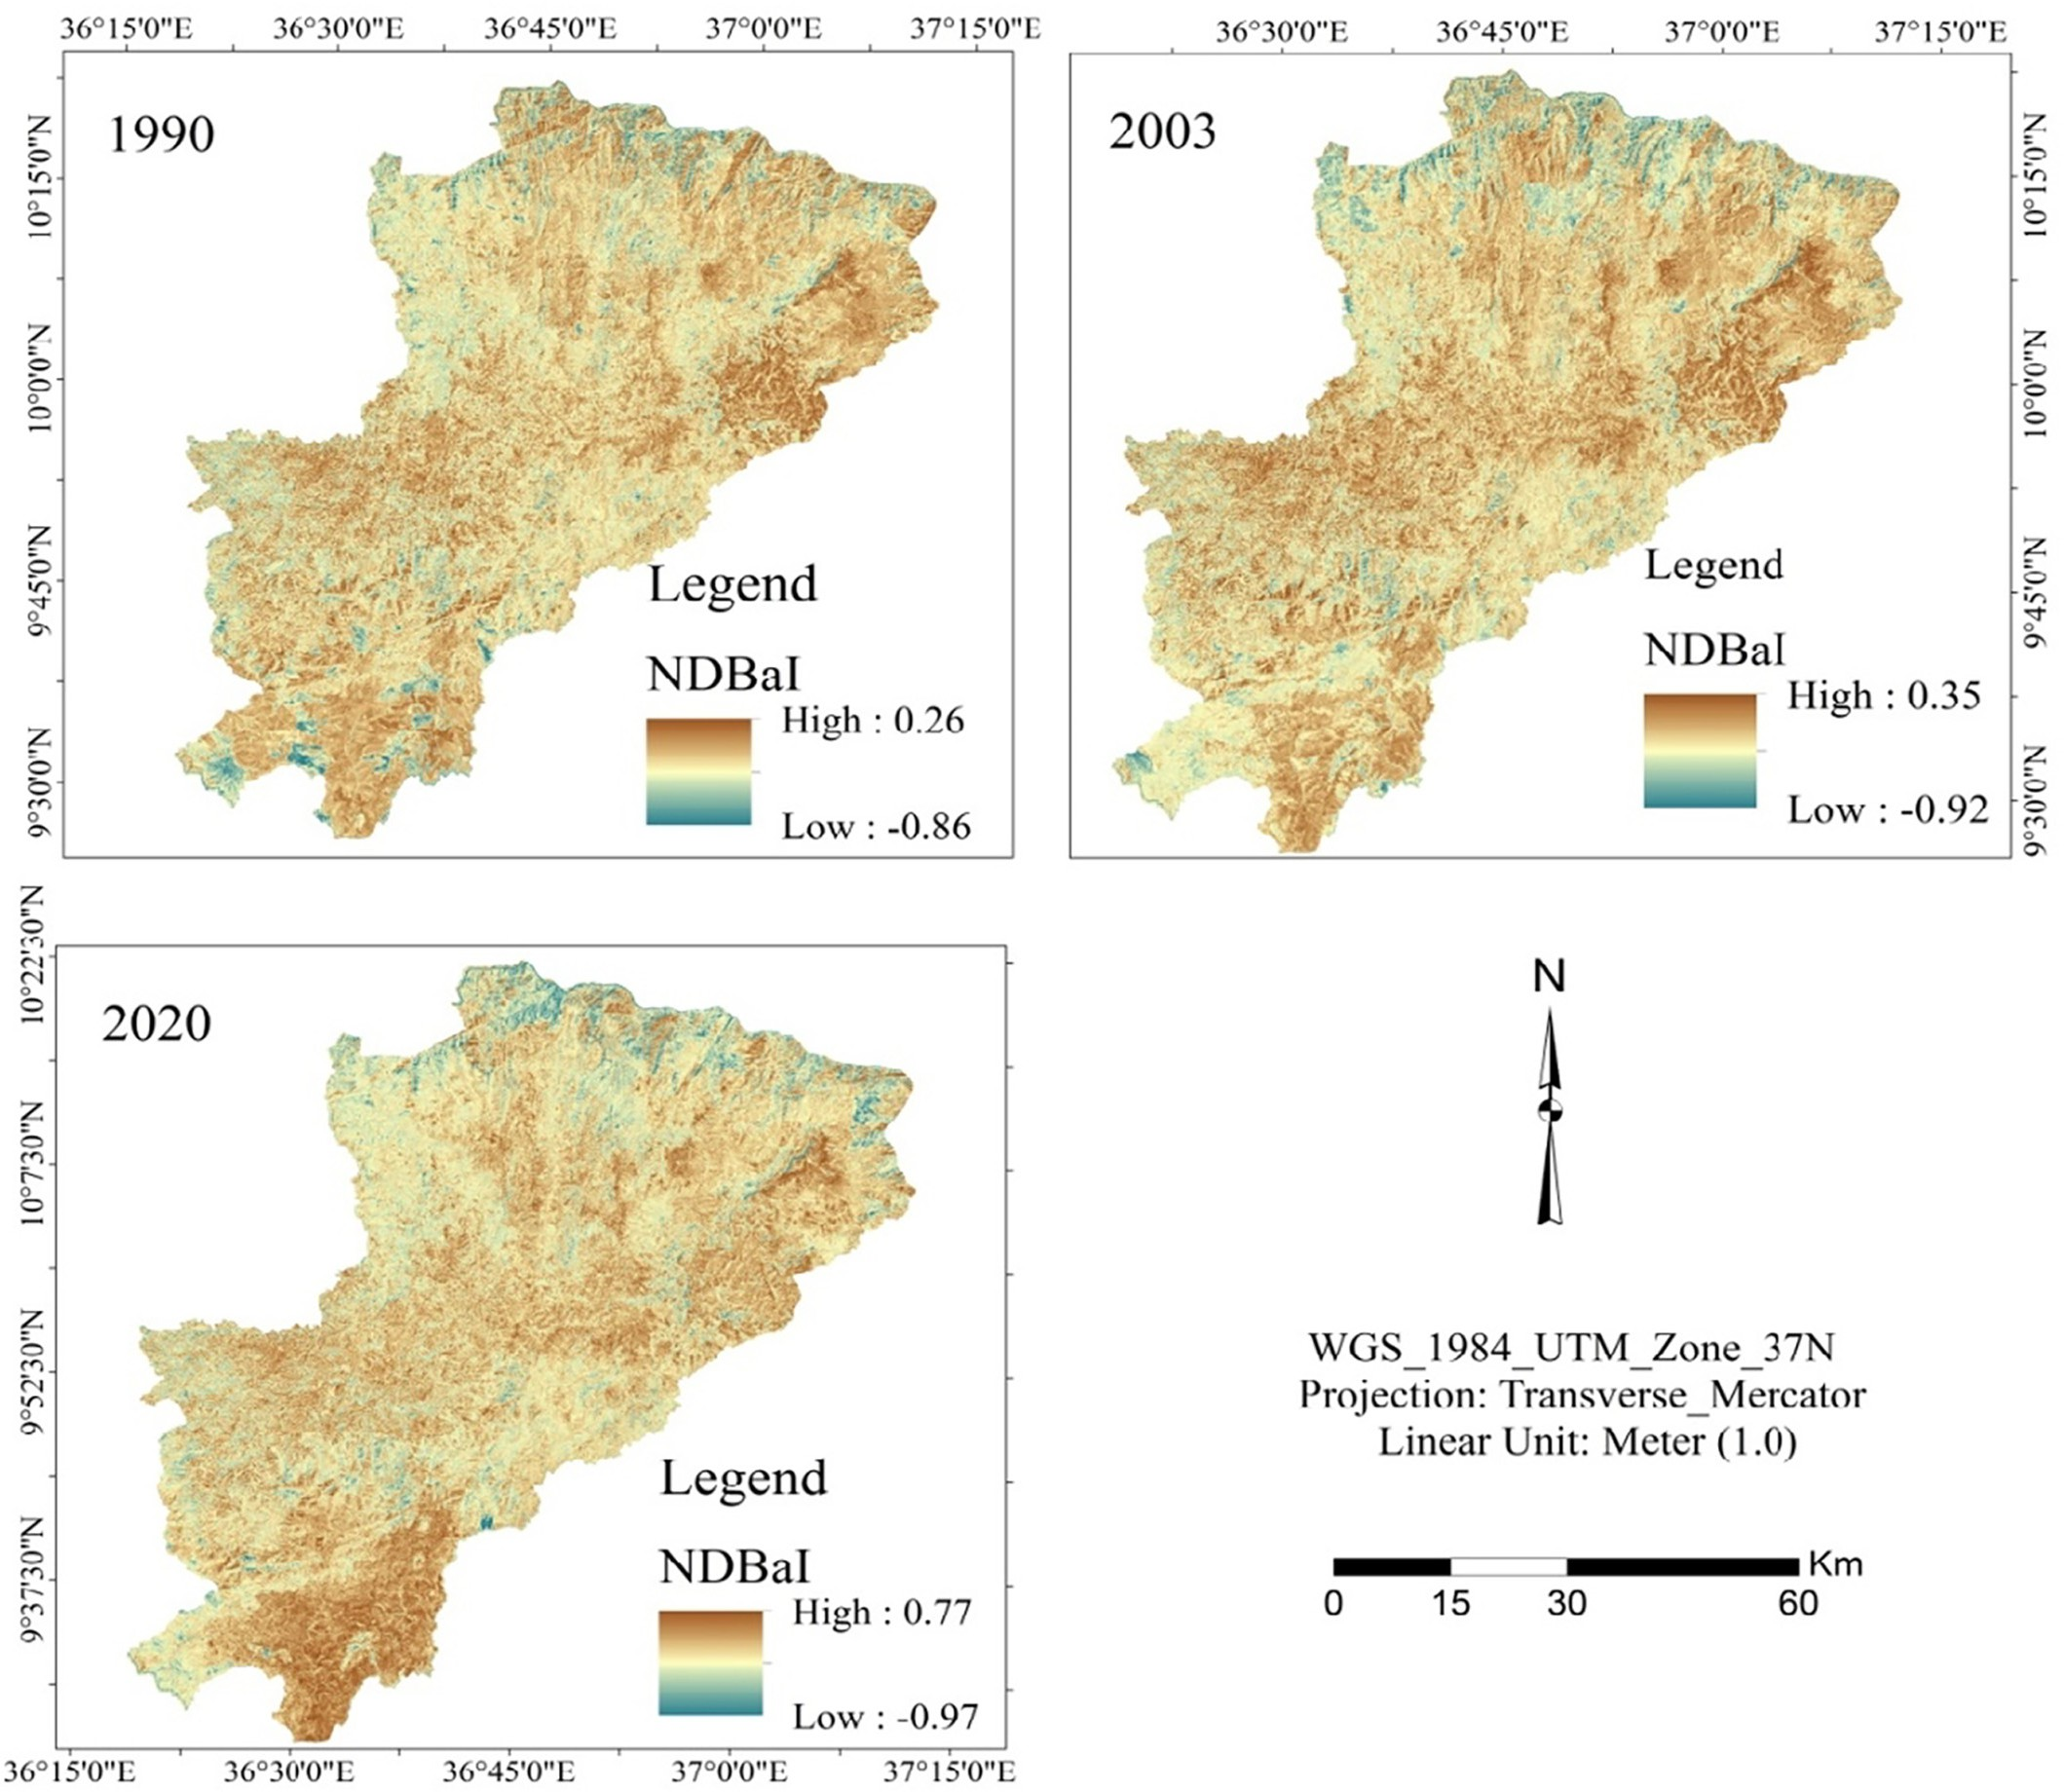 36°15'0"E 36°30'0"E 36°45'0"E 37°0'0"E 37°15'0"E
1990
10°15'0"N
10°0'0"N
9°45'0"N
9°30'0"N
Legend
NDBaI
High : 0.26
Low : -0.86
36°30'0"E 36°45'0"E 37°0'0"E 37°15'0"E
2003
10°15'0"N
10°0'0"N
9°45'0"N
9°30'0"N
Legend
NDBaI
High : 0.35
Low : -0.92
2020
10°22'30"N
10°7'30"N
9°52'30"N
9°37'30"N
Legend
NDBaI
High : 0.77
Low : -0.97
36°15'0"E 36°30'0"E 36°45'0"E 37°0'0"E 37°15'0"E
N
WGS_1984_UTM_Zone_37N
Projection: Transverse_Mercator
Linear Unit: Meter (1.0)
Km
0 15 30 60